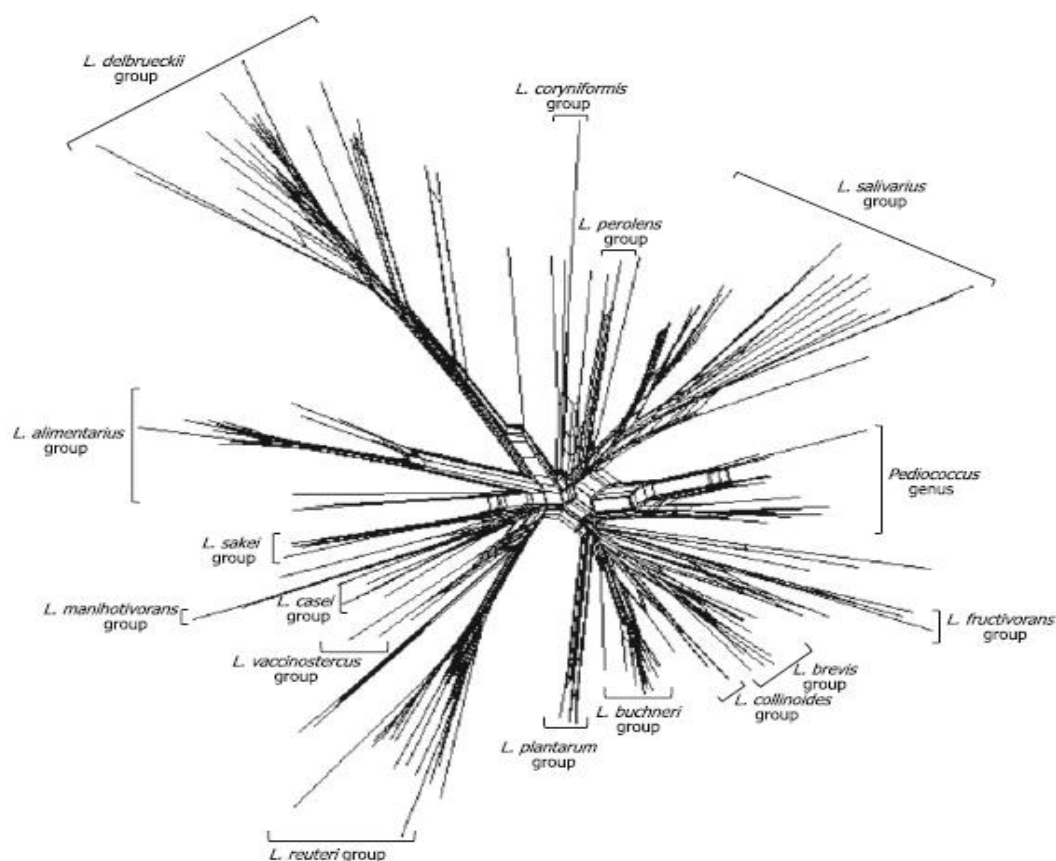 L. delbrueckii
group
L. coryniformis
group
L. salivarius
group
L. perolens
group
L. alimentarius
group
Pediococcus
genus
L. sakei
group
L. manihotivorans
group
L. casei
group
L. fructivorans
group
L. vaccinostercus
group
L. brevis
group
L. collinoides
group
L. buchneri
group
L. plantarum
group
L. reuteri group